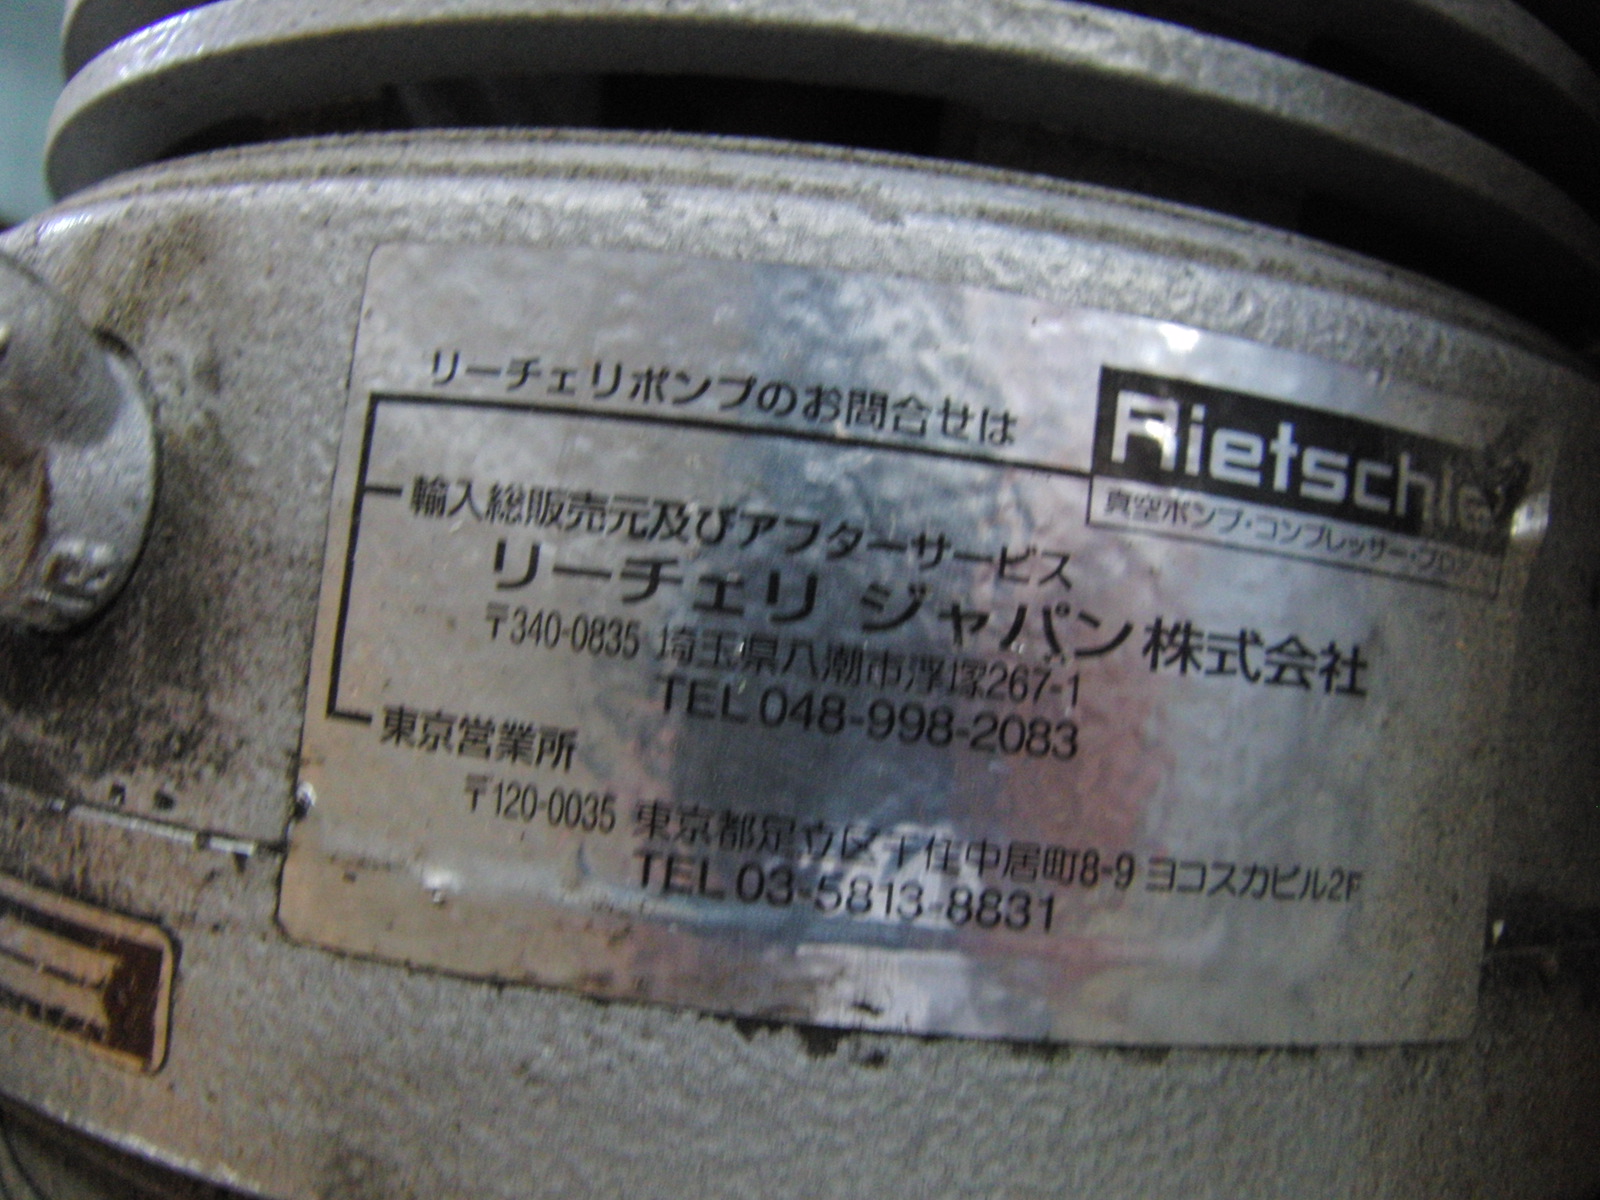 リーチェリポンプのお問合せは
Rietschle
真空ポンプ・コンプレッサー・ブロワ
輸入総販売元及びアフターサービス
リーチェリ ジャパン株式会社
〒340-0835 埼玉県八潮市浮塚267-1
TEL 048-998-2083
東京営業所
〒120-0035 東京都足立区千住中居町8-9 ヨコスカビル2F
TEL 03-5813-8831